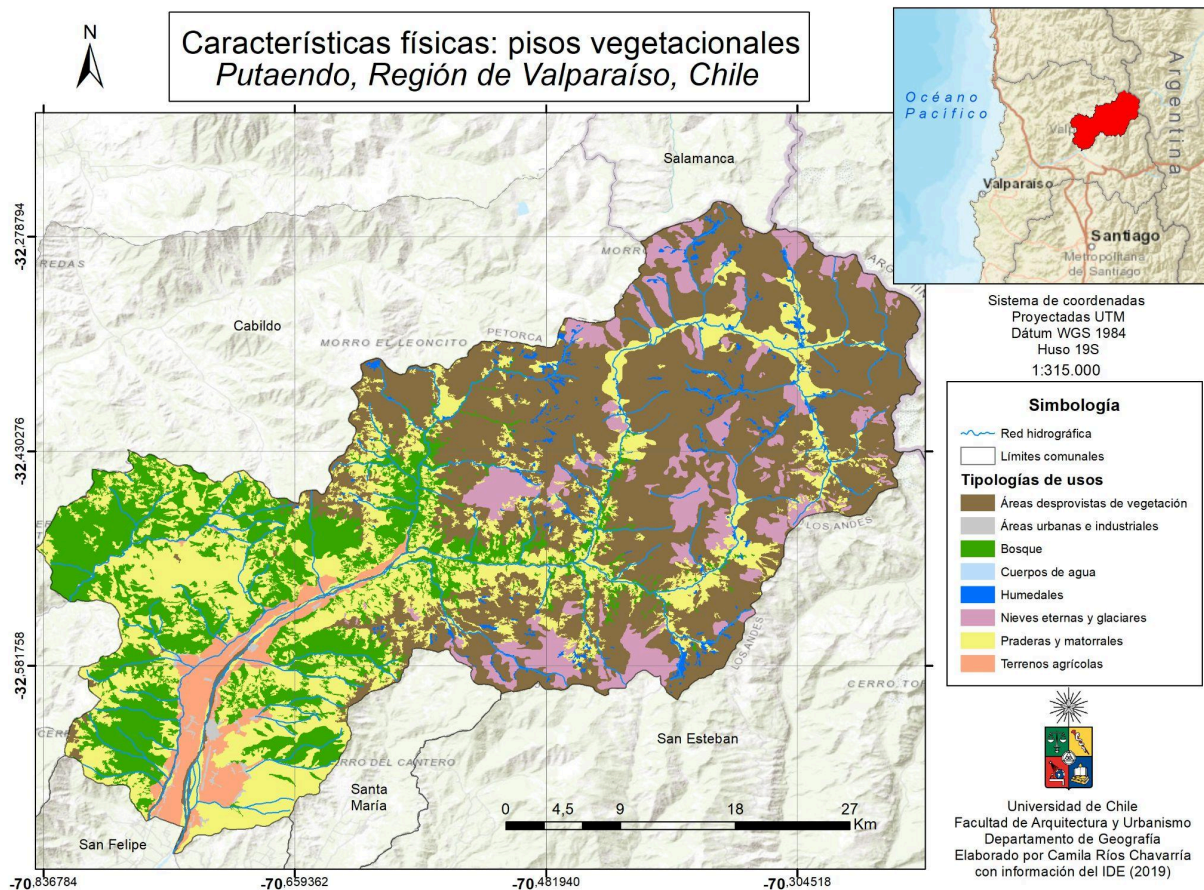 N
Características físicas: pisos vegetacionales
Putaendo, Región de Valparaíso, Chile
Océano
Pacífico
Argentina
Valparaíso
Santiago
Metropolitana
de Santiago
Salamanca
Cabildo
MORRO EL LEONCITO
PETORCA
MORRO
LOS ANDES
LOS ANDES
San Esteban
Santa
María
San Felipe
-32.278794
-32.430276
-32.581758
-70.836784
-70.659362
-70.481940
-70.304518
0 4,5 9 18 27
Km
Sistema de coordenadas
Proyectadas UTM
Dátum WGS 1984
Huso 19S
1:315.000
Simbología
Red hidrográfica
Límites comunales
Tipologías de usos
Áreas desprovistas de vegetación
Áreas urbanas e industriales
Bosque
Cuerpos de agua
Humedales
Nieves eternas y glaciares
Praderas y matorrales
Terrenos agrícolas
Universidad de Chile
Facultad de Arquitectura y Urbanismo
Departamento de Geografía
Elaborado por Camila Ríos Chavarría
con información del IDE (2019)